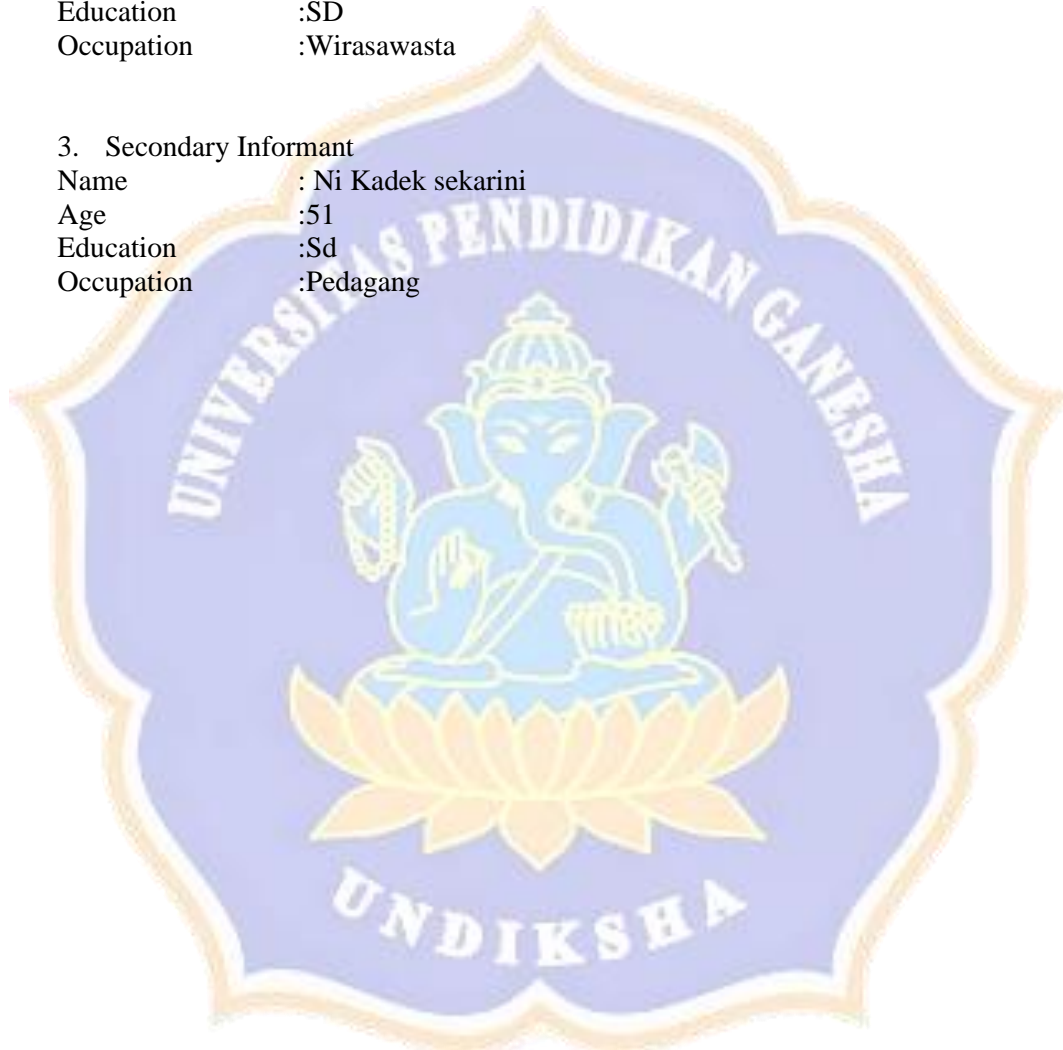 Education :SD
Occupation :Wirasawasta
3. Secondary Informant
Name : Ni Kadek sekarini
Age :51
Education :Sd
Occupation :Pedagang
UNIVERSITAS PENDIDIKAN GANESHA
UNDIKSHA